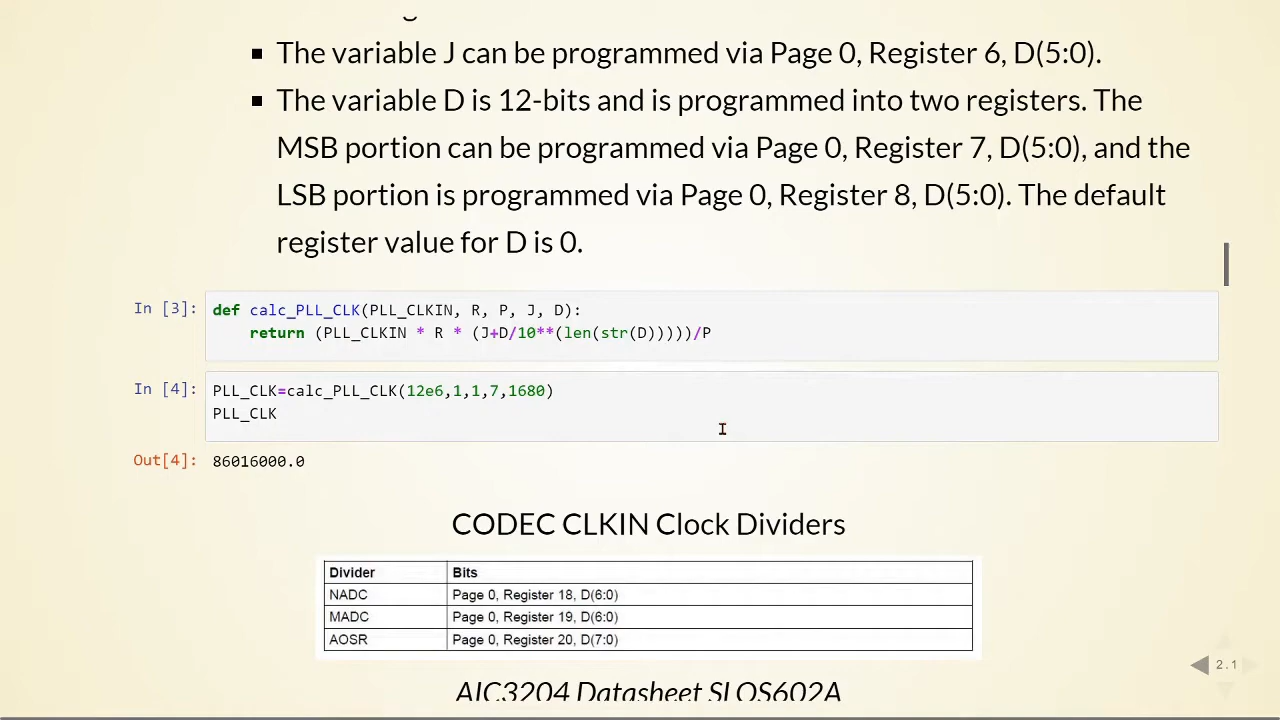 The variable J can be programmed via Page 0, Register 6, D(5:0).
The variable D is 12-bits and is programmed into two registers. The
MSB portion can be programmed via Page 0, Register 7, D(5:0), and the
LSB portion is programmed via Page 0, Register 8, D(5:0). The default
register value for D is 0.
In [3]: def calc_PLL_CLK(PLL_CLKIN, R, P, J, D):
return (PLL_CLKIN * R * (J+D/10**(len(str(D)))))/P
In [4]: PLL_CLK=calc_PLL_CLK(12e6,1,1,7,1680)
PLL_CLK
Out[4]: 86016000.0
CODEC CLKIN Clock Dividers
Divider Bits
NADC Page 0, Register 18, D(6:0)
MADC Page 0, Register 19, D(6:0)
AOSR Page 0, Register 20, D(7:0)
2.1
AIC3204 Datasheet SLOS602A